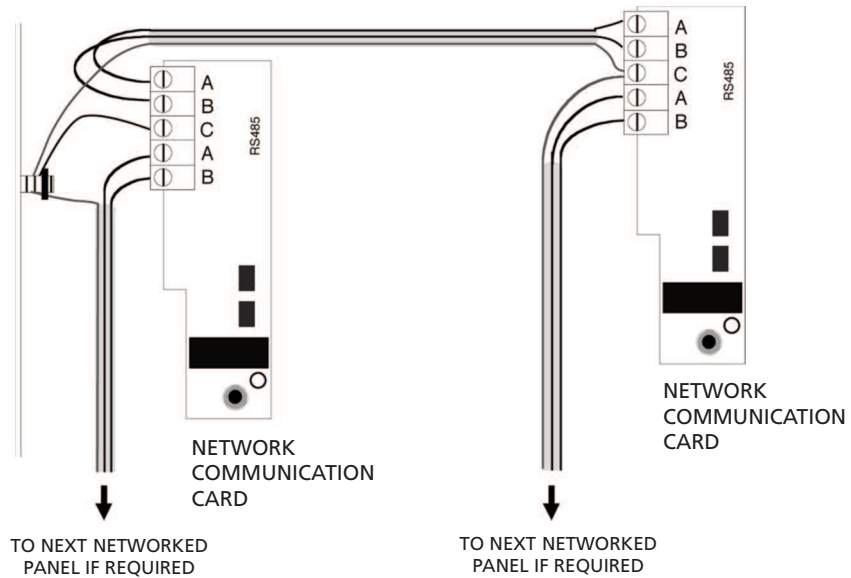 A
B
C
A
B
RS485
A
B
C
A
B
RS485
NETWORK
COMMUNICATION
CARD
NETWORK
COMMUNICATION
CARD
TO NEXT NETWORKED
PANEL IF REQUIRED
TO NEXT NETWORKED
PANEL IF REQUIRED